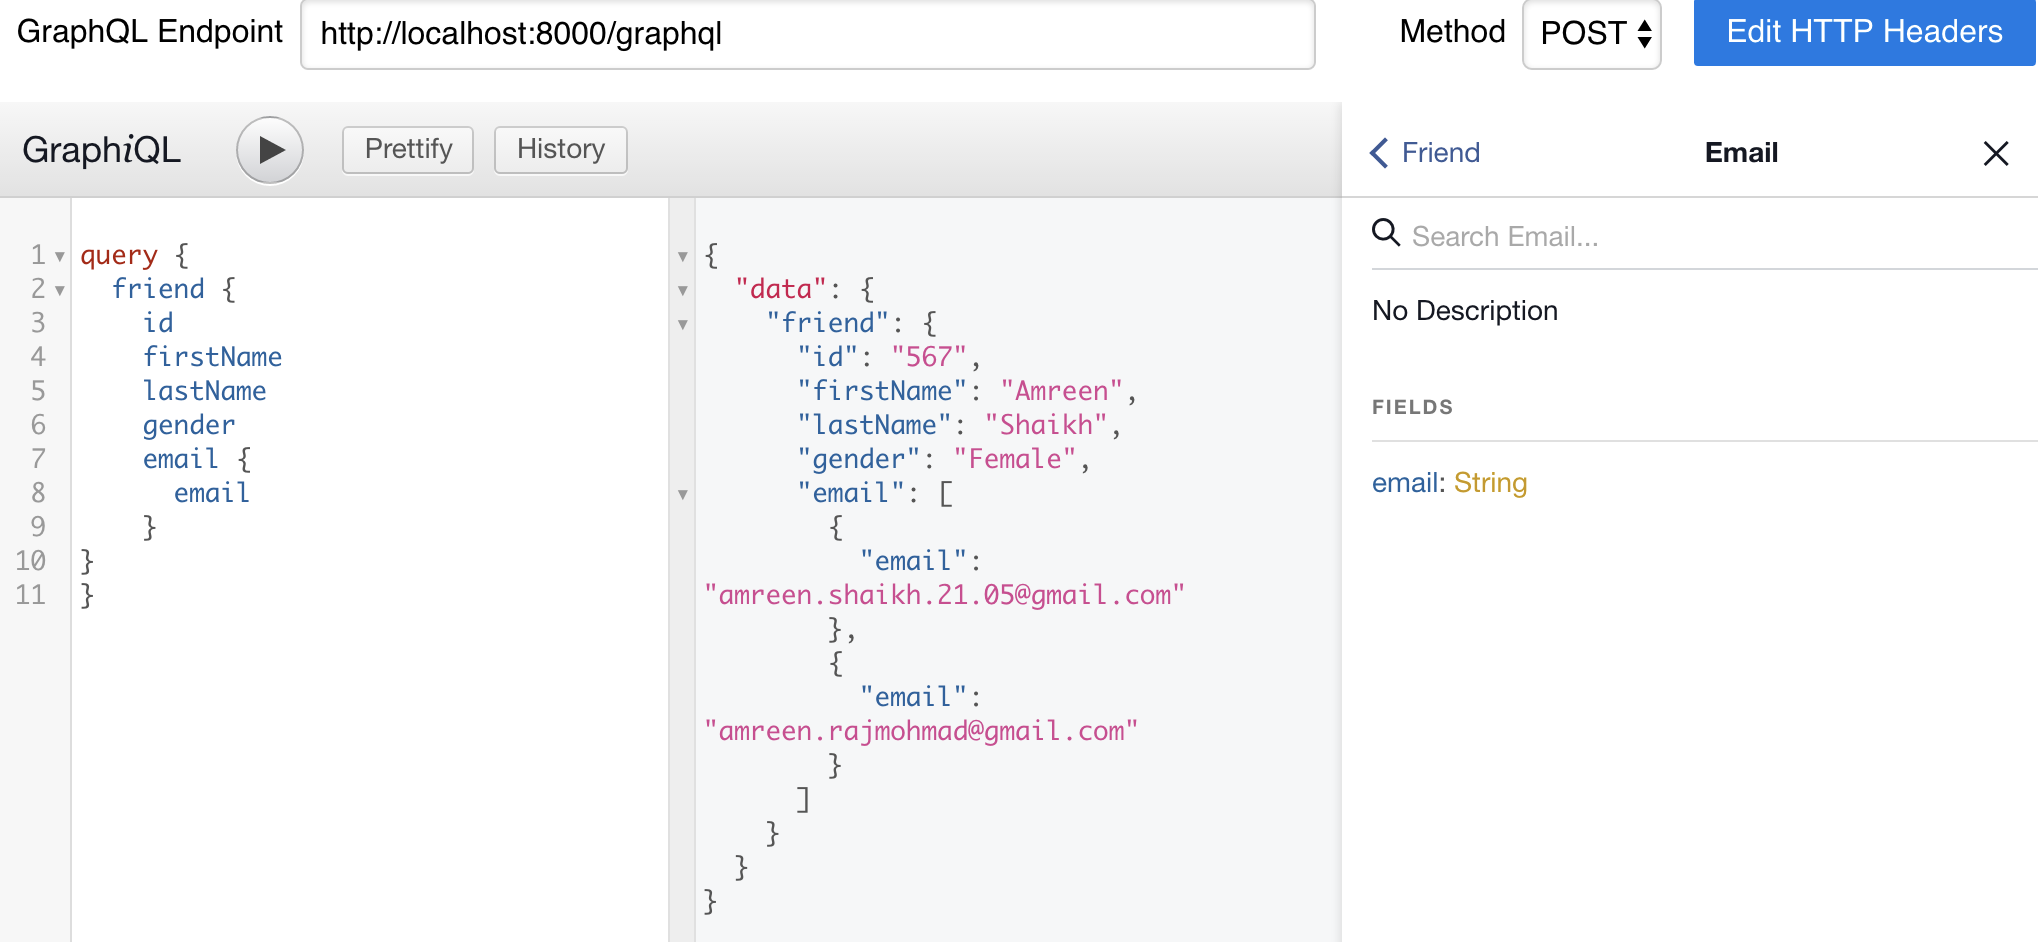 GraphQL Endpoint http://localhost:8000/graphql Method POST Edit HTTP Headers
GraphiQL Prettify History
1 query {
2   friend {
3     id
4     firstName
5     lastName
6     gender
7     email {
8       email
9     }
10 }
11 }
{
  "data": {
    "friend": {
      "id": "567",
      "firstName": "Amreen",
      "lastName": "Shaikh",
      "gender": "Female",
      "email": [
        {
          "email":
"amreen.shaikh.21.05@gmail.com"
        },
        {
          "email":
"amreen.rajmohmad@gmail.com"
        }
      ]
    }
  }
}
Friend Email
Search Email...
No Description
FIELDS
email: String